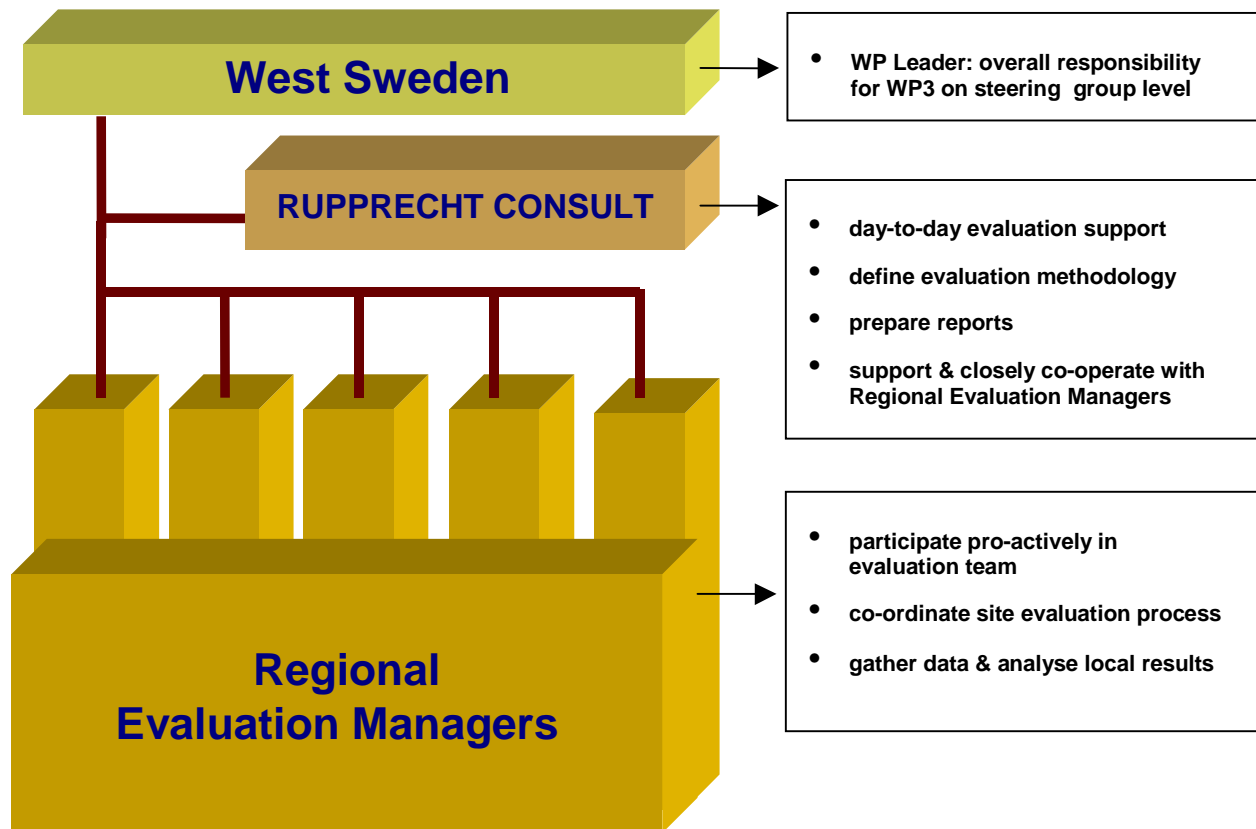 West Sweden
• WP Leader: overall responsibility
for WP3 on steering group level
RUPPRECHT CONSULT
• day-to-day evaluation support
• define evaluation methodology
• prepare reports
• support & closely co-operate with
Regional Evaluation Managers
Regional
Evaluation Managers
• participate pro-actively in
evaluation team
• co-ordinate site evaluation process
• gather data & analyse local results